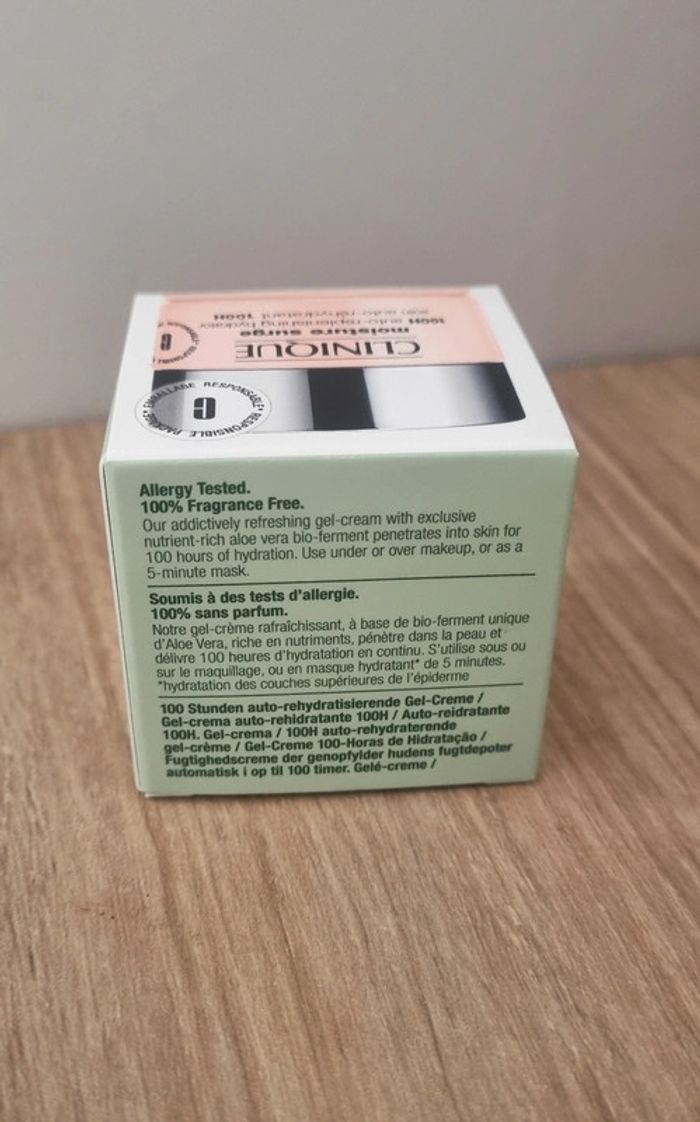 CLINIQUE
moisture surge
100H auto-replenishing hydrator
soin auto-réhydratant 100H
EMBALLAGE RESPONSABLE* RESPONSIBLE PACKAGE*
Allergy Tested.
100% Fragrance Free.
Our addictively refreshing gel-cream with exclusive
nutrient-rich aloe vera bio-ferment penetrates into skin for
100 hours of hydration. Use under or over makeup, or as a
5-minute mask.
Soumis à des tests d'allergie.
100% sans parfum.
Notre gel-crème rafraîchissant, à base de bio-ferment unique
d'Aloe Vera, riche en nutriments, pénètre dans la peau et
délivre 100 heures d'hydratation en continu. S'utilise sous ou
sur le maquillage, ou en masque hydratant* de 5 minutes.
*hydratation des couches supérieures de l'épiderme
100 Stunden auto-rehydratisierende Gel-Creme /
Gel-crema auto-rehidratante 100H / Auto-reidratante
100H. Gel-crema / 100H auto-rehydraterende
gel-crème / Gel-Creme 100-Horas de Hidratação /
Fugtighedscreme der genopfylder hudens fugtdepoter
automatisk i op til 100 timer. Gelé-creme /